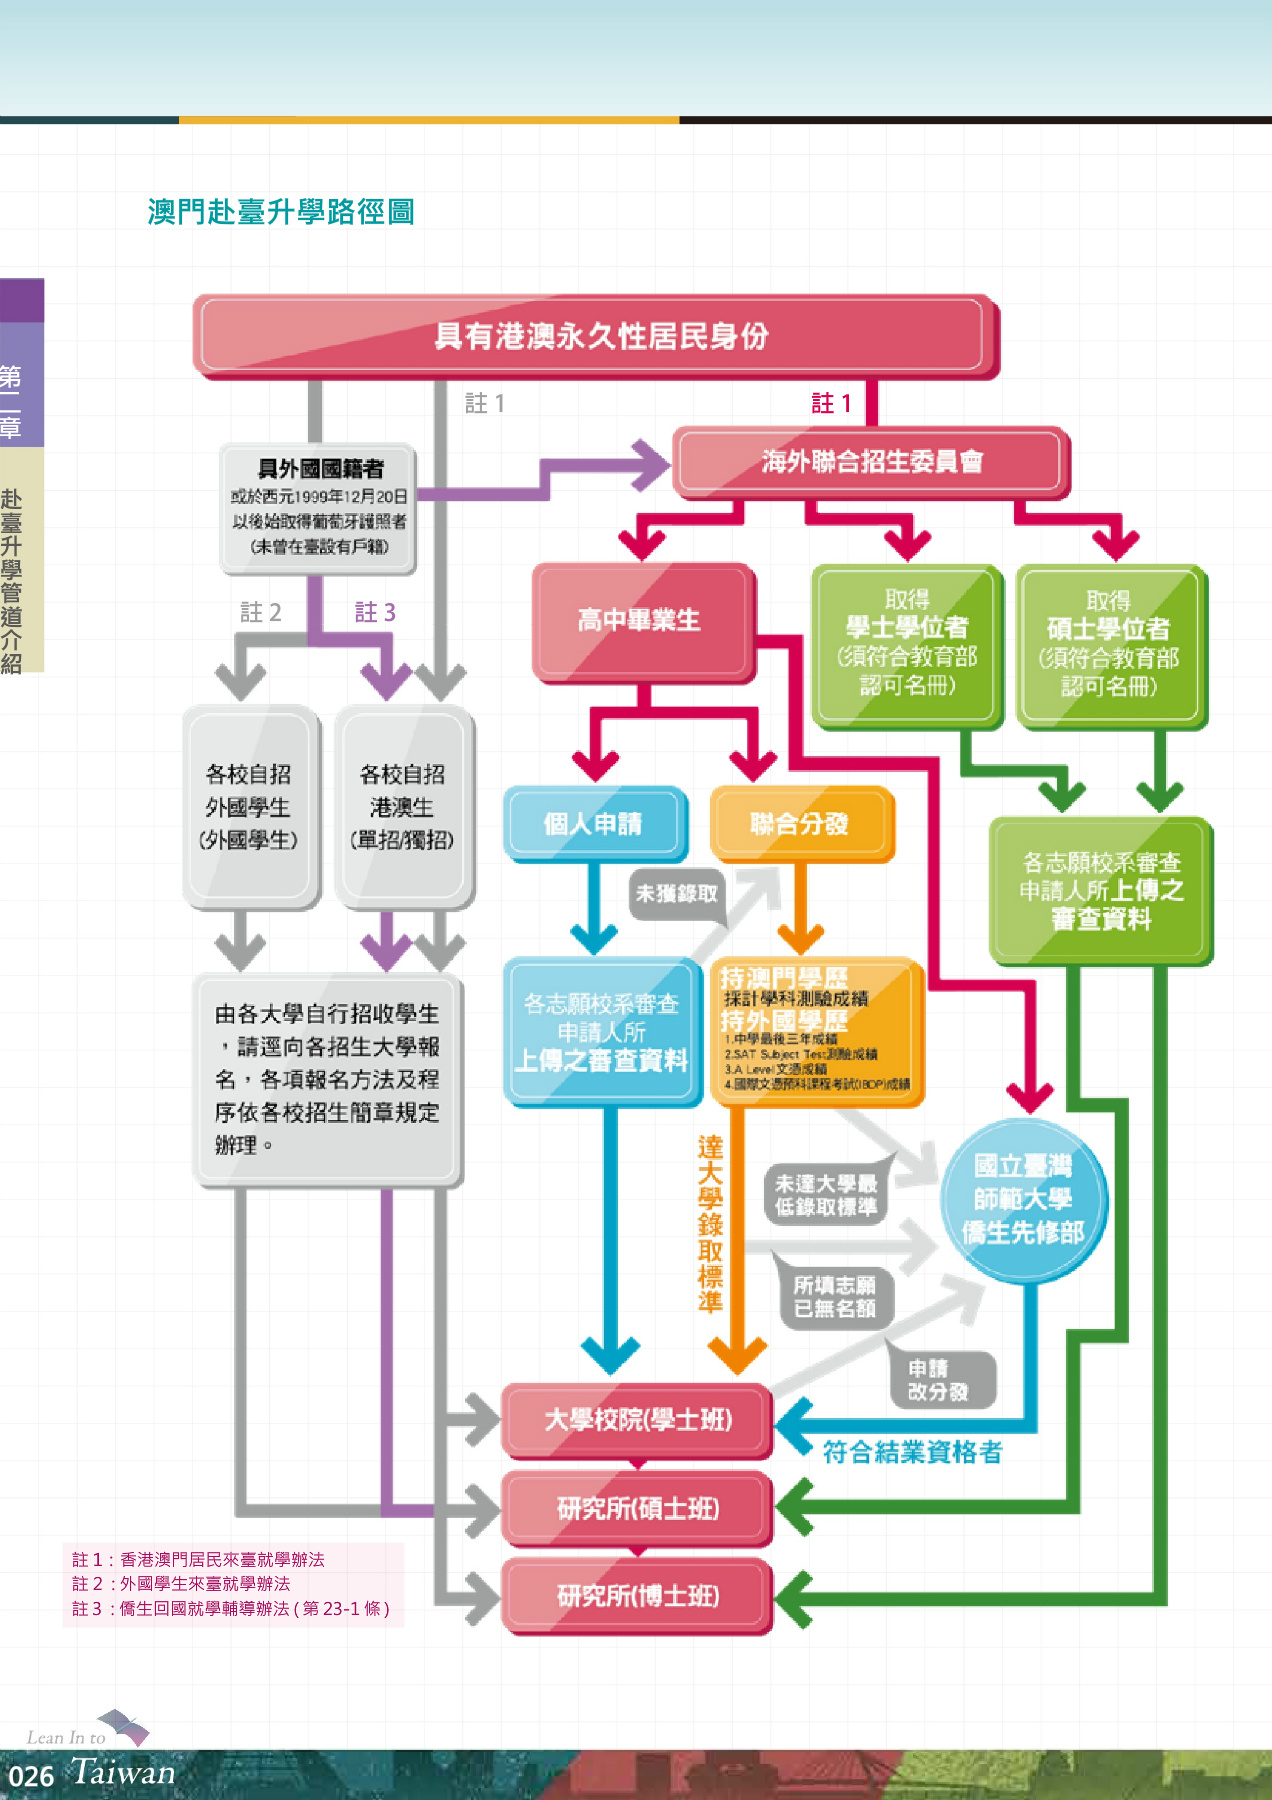 澳門赴臺升學路徑圖
第二章
赴臺升學管道介紹
具有港澳永久性居民身份
註 1
註 1
具外國國籍者
或於西元1999年12月20日
以後始取得葡萄牙護照者
(未曾在臺設有戶籍)
海外聯合招生委員會
註 2
註 3
高中畢業生
取得
學士學位者
(須符合教育部
認可名冊)
取得
碩士學位者
(須符合教育部
認可名冊)
各校自招
外國學生
(外國學生)
各校自招
港澳生
(單招/獨招)
個人申請
聯合分發
未獲錄取
各志願校系審查
申請人所上傳之
審查資料
由各大學自行招收學生
，請逕向各招生大學報
名，各項報名方法及程
序依各校招生簡章規定
辦理。
各志願校系審查
申請人所
上傳之審查資料
持澳門學歷
採計學科測驗成績
持外國學歷
1.中學最後三年成績
2.SAT Subject Test測驗成績
3.A Level文憑成績
4.國際文憑預科課程考試(IBDP)成績
達大學錄取標準
未達大學最
低錄取標準
國立臺灣
師範大學
僑生先修部
所填志願
已無名額
申請
改分發
大學校院(學士班)
符合結業資格者
研究所(碩士班)
研究所(博士班)
註 1 : 香港澳門居民來臺就學辦法
註 2 : 外國學生來臺就學辦法
註 3 : 僑生回國就學輔導辦法 ( 第 23-1 條 )
Lean In to
026 Taiwan